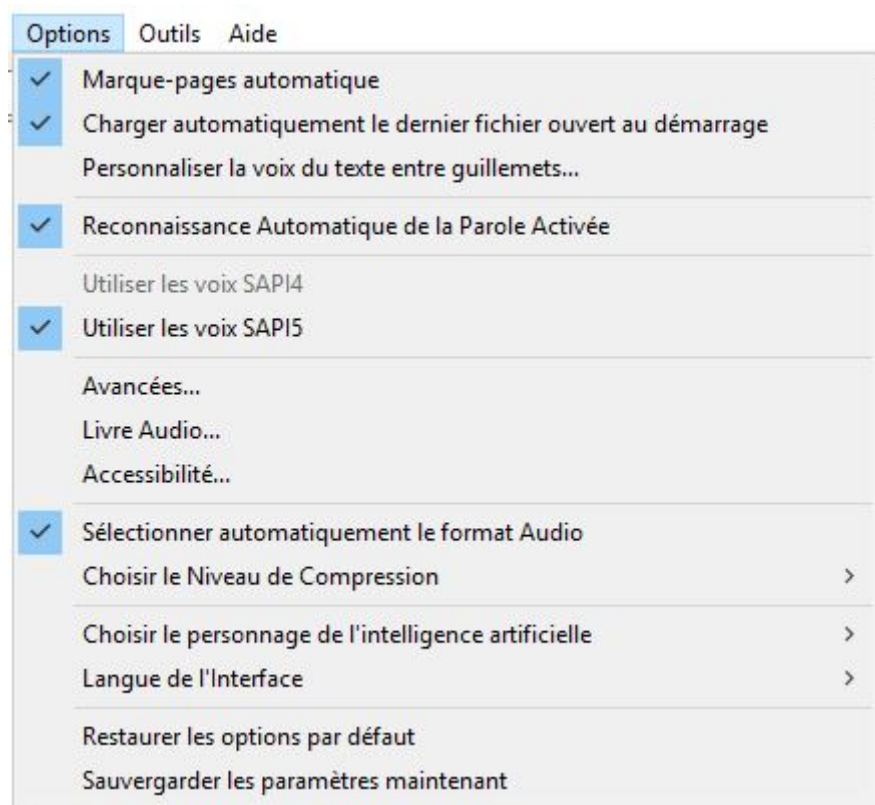 Options Outils Aide
Marque-pages automatique
Charger automatiquement le dernier fichier ouvert au démarrage
Personnaliser la voix du texte entre guillemets...
Reconnaissance Automatique de la Parole Activée
Utiliser les voix SAPI4
Utiliser les voix SAPI5
Avancées...
Livre Audio...
Accessibilité...
Sélectionner automatiquement le format Audio
Choisir le Niveau de Compression
Choisir le personnage de l'intelligence artificielle
Langue de l'Interface
Restaurer les options par défaut
Sauvergarder les paramètres maintenant